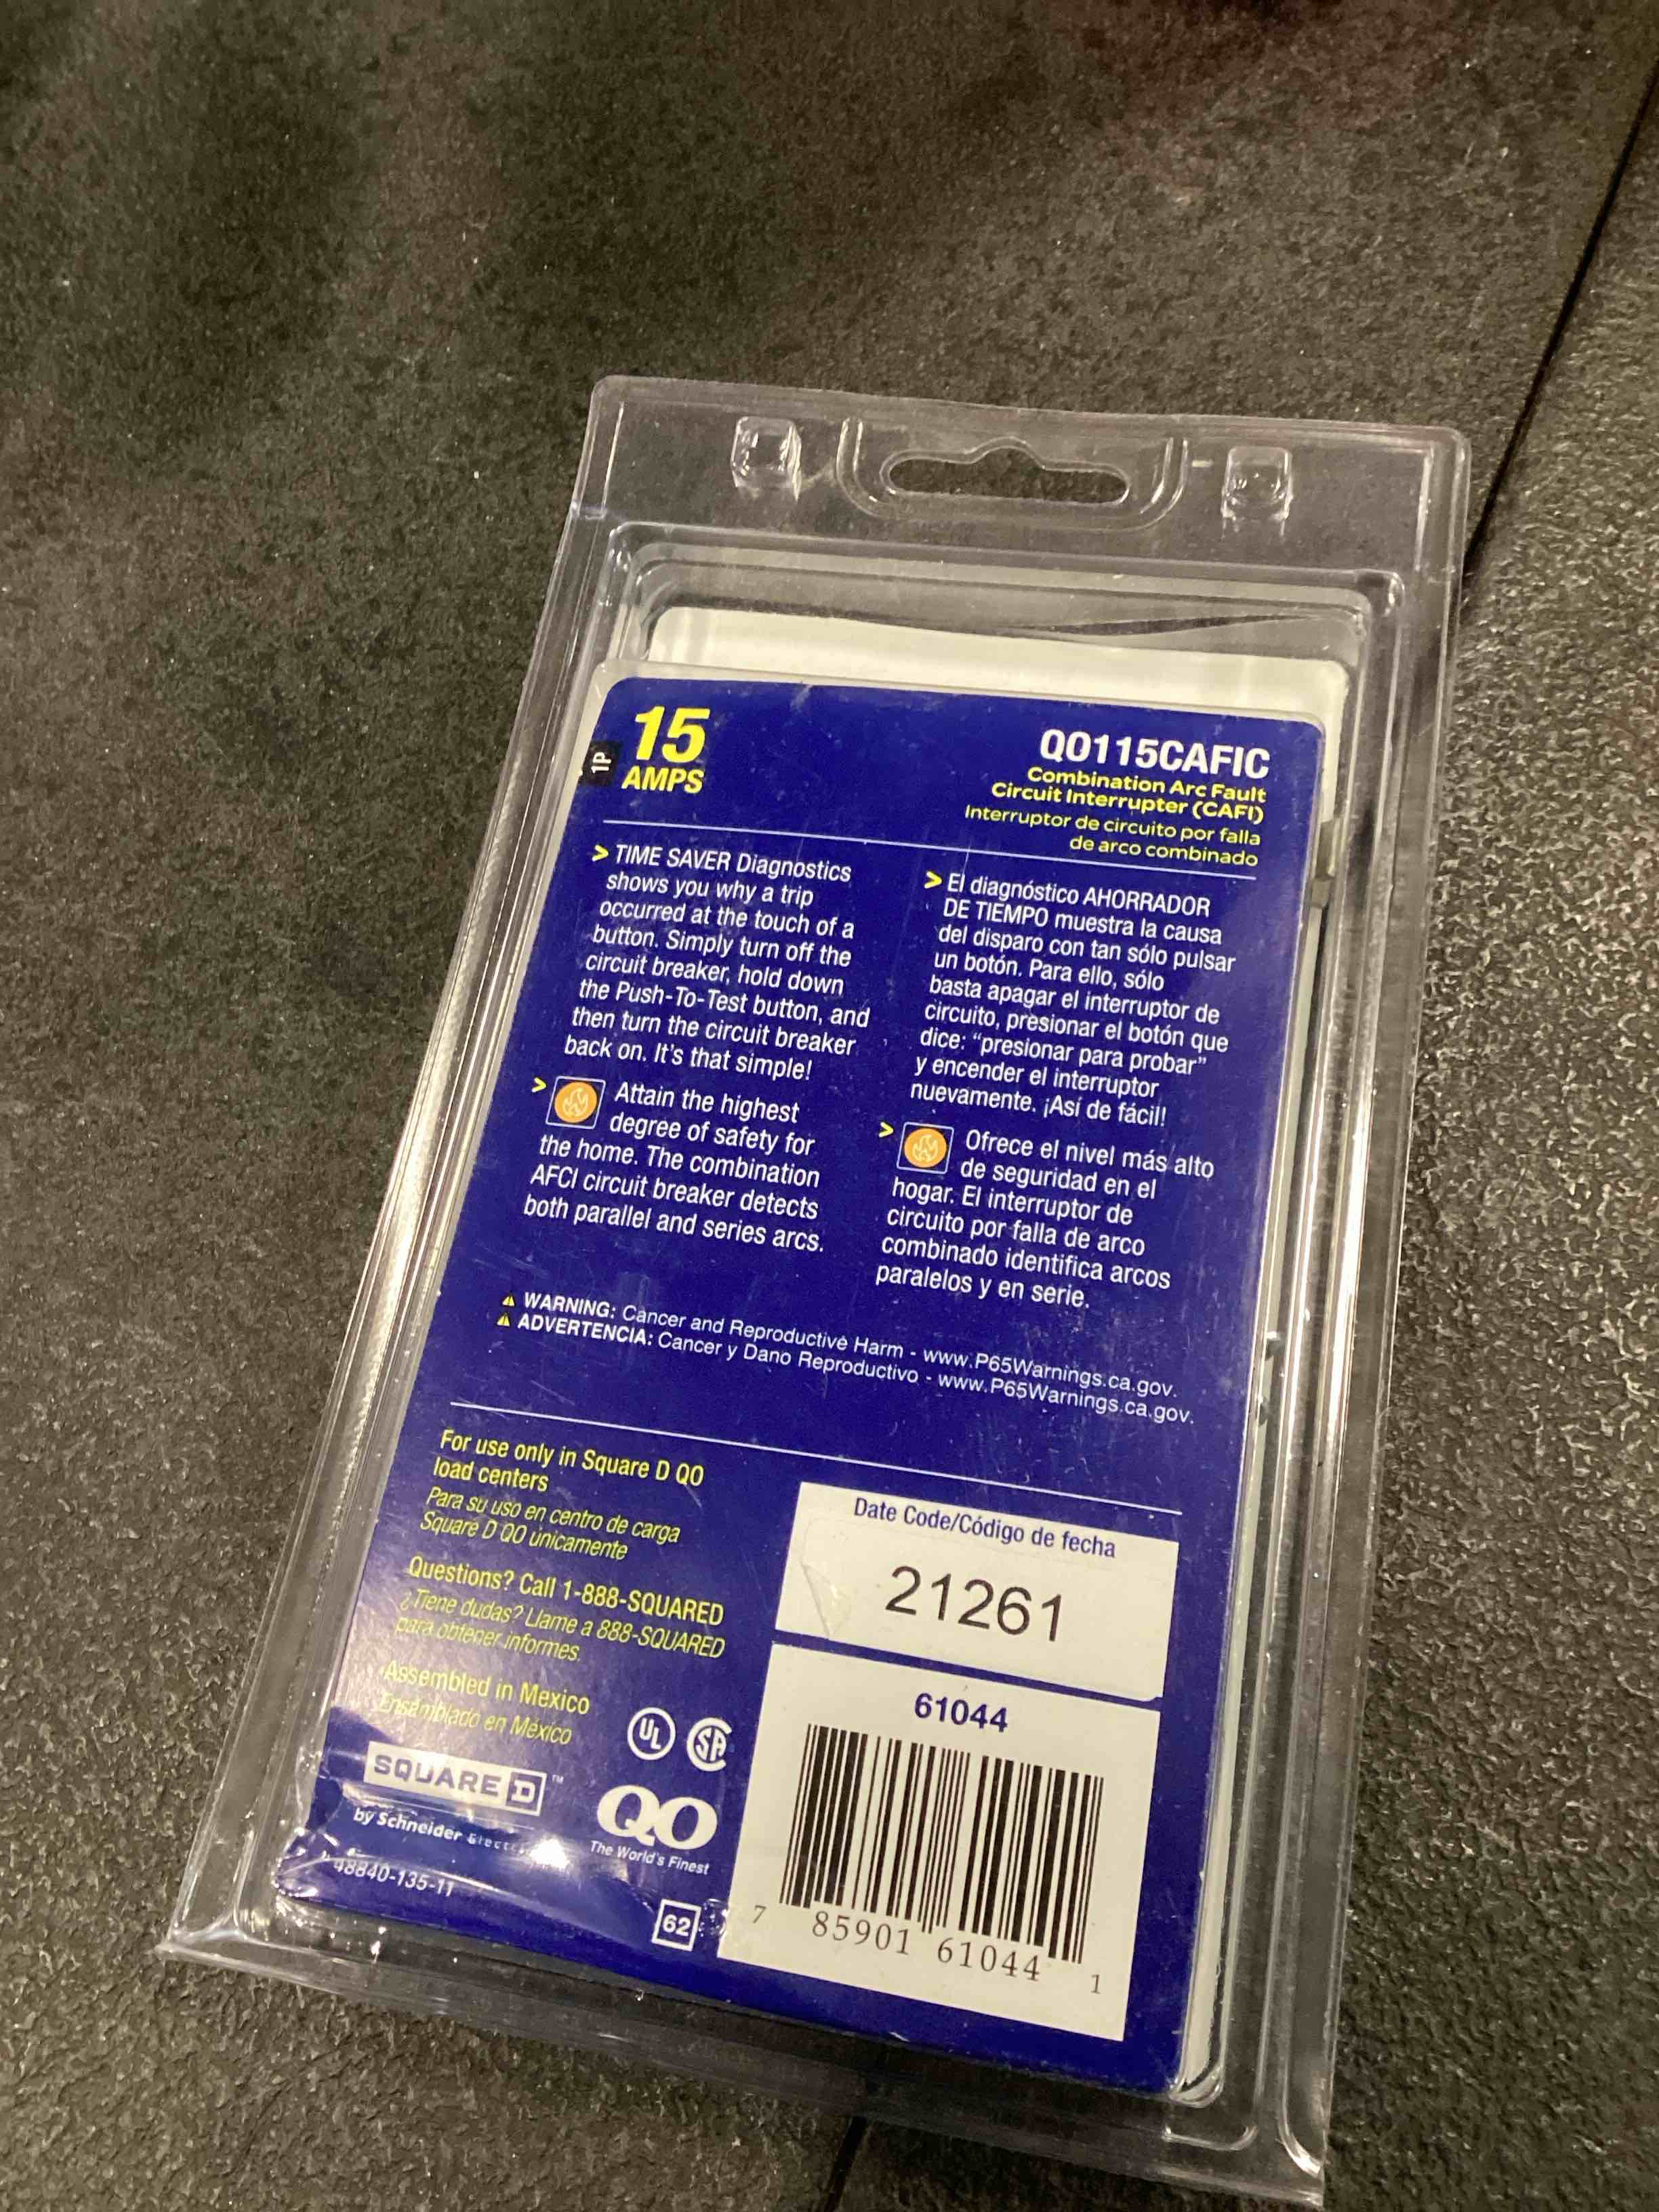 15
AMPS
1P
QO115CAFIC
Combination Arc Fault
Circuit Interrupter (CAFI)
Interruptor de circuito por falla
de arco combinado
> TIME SAVER Diagnostics
shows you why a trip
occurred at the touch of a
button. Simply turn off the
circuit breaker, hold down
the Push-To-Test button, and
then turn the circuit breaker
back on. It's that simple!
> Attain the highest
degree of safety for
the home. The combination
AFCI circuit breaker detects
both parallel and series arcs.
> El diagnóstico AHORRADOR
DE TIEMPO muestra la causa
del disparo con tan sólo pulsar
un botón. Para ello, sólo
basta apagar el interruptor de
circuito, presionar el botón que
dice: “presionar para probar”
y encender el interruptor
nuevamente. ¡Así de fácil!
> Ofrece el nivel más alto
de seguridad en el
hogar. El interruptor de
circuito por falla de arco
combinado identifica arcos
paralelos y en serie.
WARNING: Cancer and Reproductive Harm - www.P65Warnings.ca.gov.
ADVERTENCIA: Cancer y Dano Reproductivo - www.P65Warnings.ca.gov.
For use only in Square D QO
load centers
Para su uso en centro de carga
Square D QO únicamente
Questions? Call 1-888-SQUARED
¿Tiene dudas? Llame a 888-SQUARED
para obtener informes.
Assembled in Mexico
Ensamblado en México
UL SA
SQUARE D™
by Schneider Electric
QO
The World's Finest
48840-135-11
62
Date Code/Código de fecha
21261
61044
7 85901 61044 1